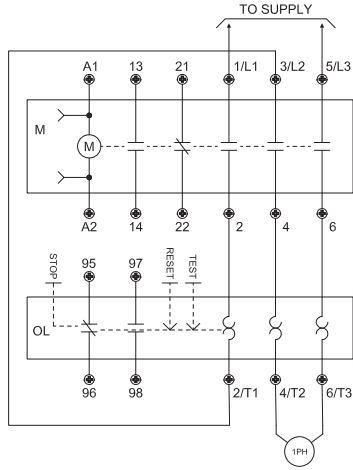 TO SUPPLY
A1 13 21 1/L1 3/L2 5/L3
M
M
A2 14 22 2 4 6
STOP 95 97 RESET TEST
OL
96 98 2/T1 4/T2 6/T3
1PH